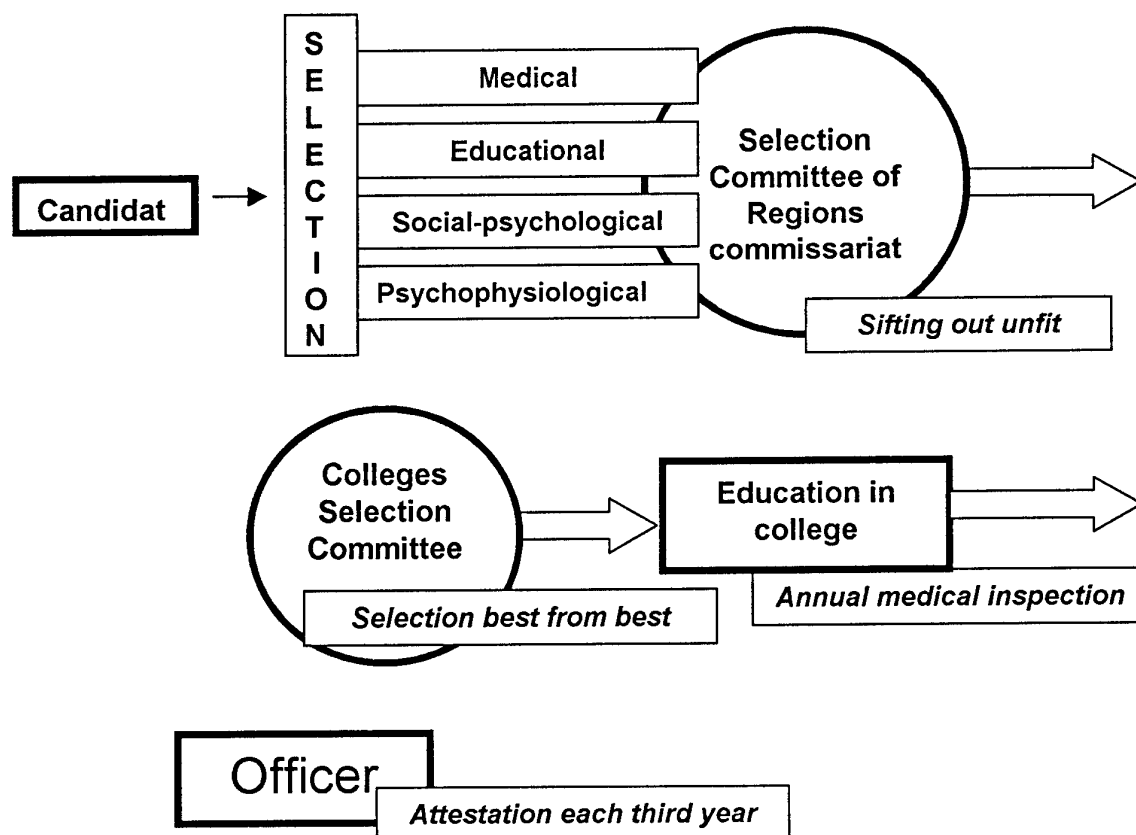 Candidat
SELECTION
Medical
Educational
Social-psychological
Psychophysiological
Selection
Committee of
Regions
commissariat
Sifting out unfit
Colleges
Selection
Committee
Selection best from best
Education in
college
Annual medical inspection
Officer
Attestation each third year